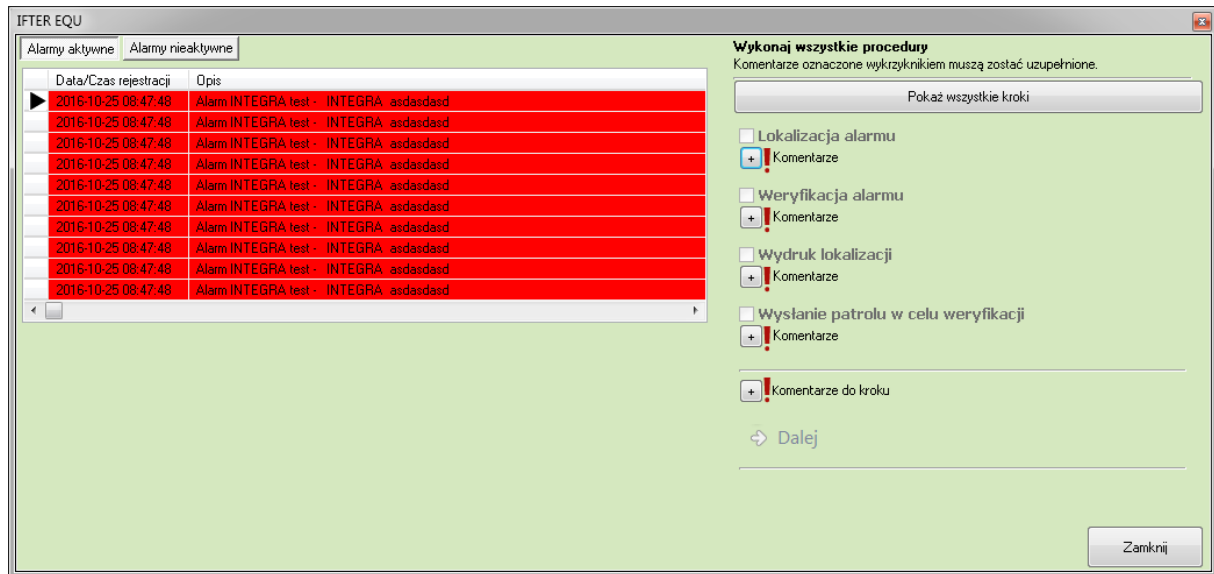 IFTER EQU
Alarmy aktywne Alarmy nieaktywne
Data/Czas rejestracji Opis
2016-10-25 08:47:48 Alarm INTEGRA test - INTEGRA asdasdasd
2016-10-25 08:47:48 Alarm INTEGRA test - INTEGRA asdasdasd
2016-10-25 08:47:48 Alarm INTEGRA test - INTEGRA asdasdasd
2016-10-25 08:47:48 Alarm INTEGRA test - INTEGRA asdasdasd
2016-10-25 08:47:48 Alarm INTEGRA test - INTEGRA asdasdasd
2016-10-25 08:47:48 Alarm INTEGRA test - INTEGRA asdasdasd
2016-10-25 08:47:48 Alarm INTEGRA test - INTEGRA asdasdasd
2016-10-25 08:47:48 Alarm INTEGRA test - INTEGRA asdasdasd
2016-10-25 08:47:48 Alarm INTEGRA test - INTEGRA asdasdasd
2016-10-25 08:47:48 Alarm INTEGRA test - INTEGRA asdasdasd
Wykonaj wszystkie procedury
Komentarze oznaczone wykrzyknikiem muszą zostać uzupełnione.
Pokaż wszystkie kroki
Lokalizacja alarmu
+ ! Komentarze
Weryfikacja alarmu
+ ! Komentarze
Wydruk lokalizacji
+ ! Komentarze
Wysłanie patrolu w celu weryfikacji
+ ! Komentarze
+ ! Komentarze do kroku
Dalej
Zamknij